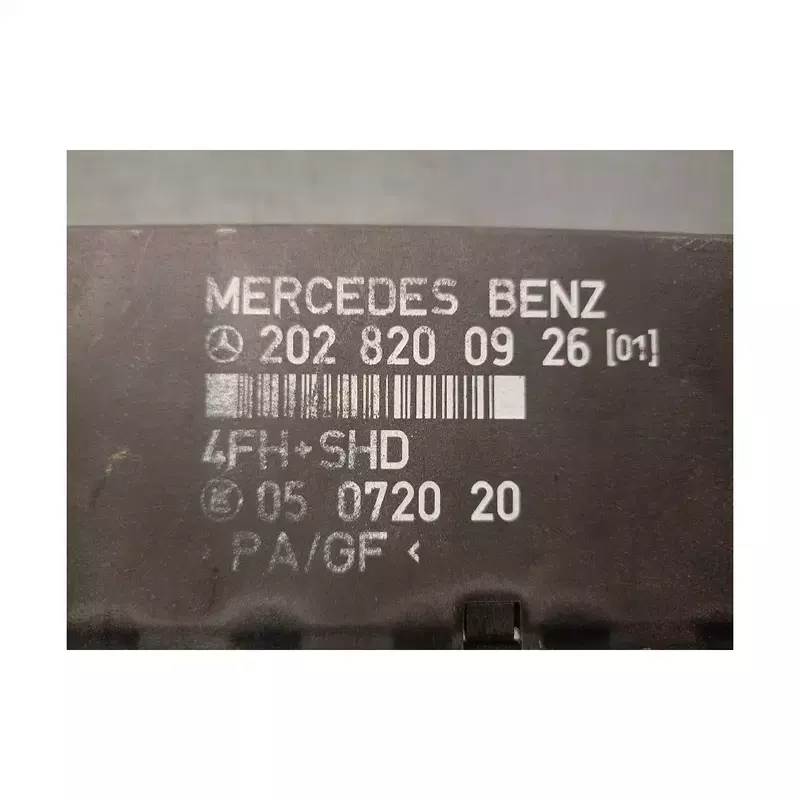 MERCEDES BENZ
202 820 09 26 [01]
4FH+SHD
05 0720 20
PA/GF <